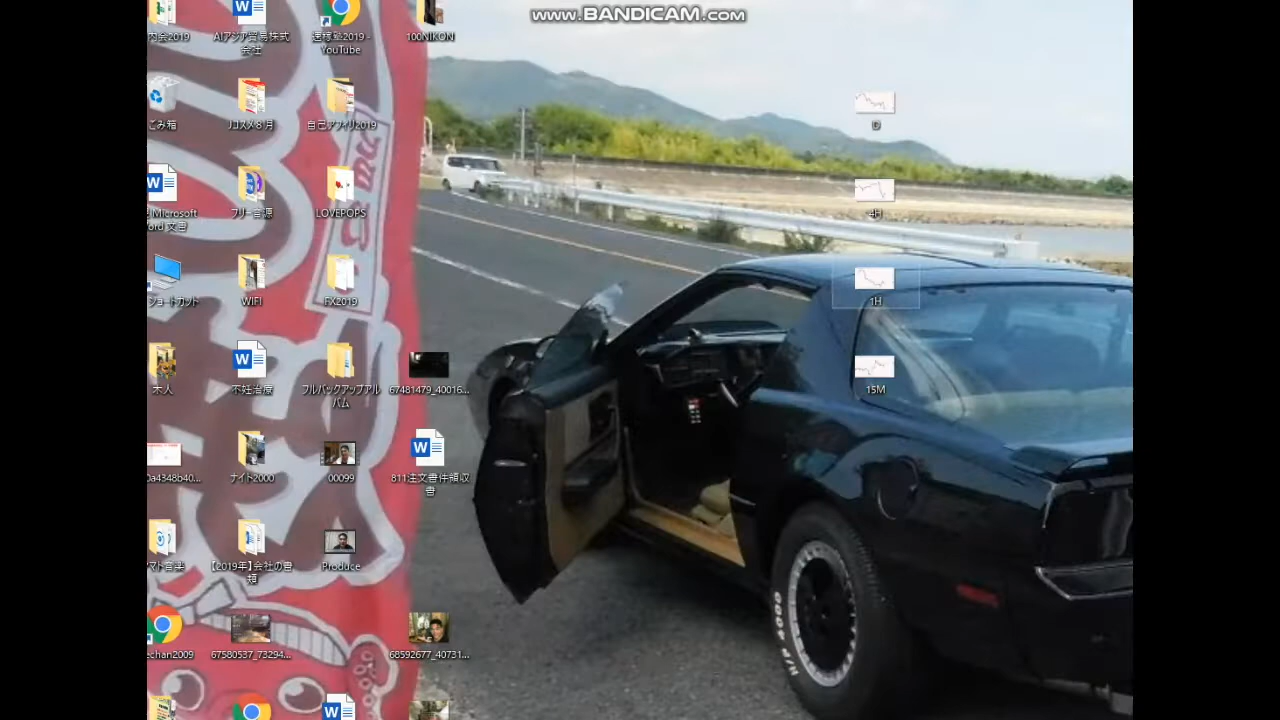 www.BANDICAM.com
内会2019
AIアジア貿易株式
会社
速稼塾2019 -
YouTube
100NIKON
ごみ箱
Jコスメ8月
自己アフィリ2019
D
Microsoft
ord 文書
フリー音源
LOVEPOPS
4H
ショートカット
WIFI
FX2019
1H
木人
不妊治療
フルバックアップアル
バム
67481479_40016...
15M
0a4348b40...
ナイト2000
00099
811注文書件領収
書
マト音楽
【2019年】会社の書
類
Produce
echan2009
67580537_73294...
68592677_40731...